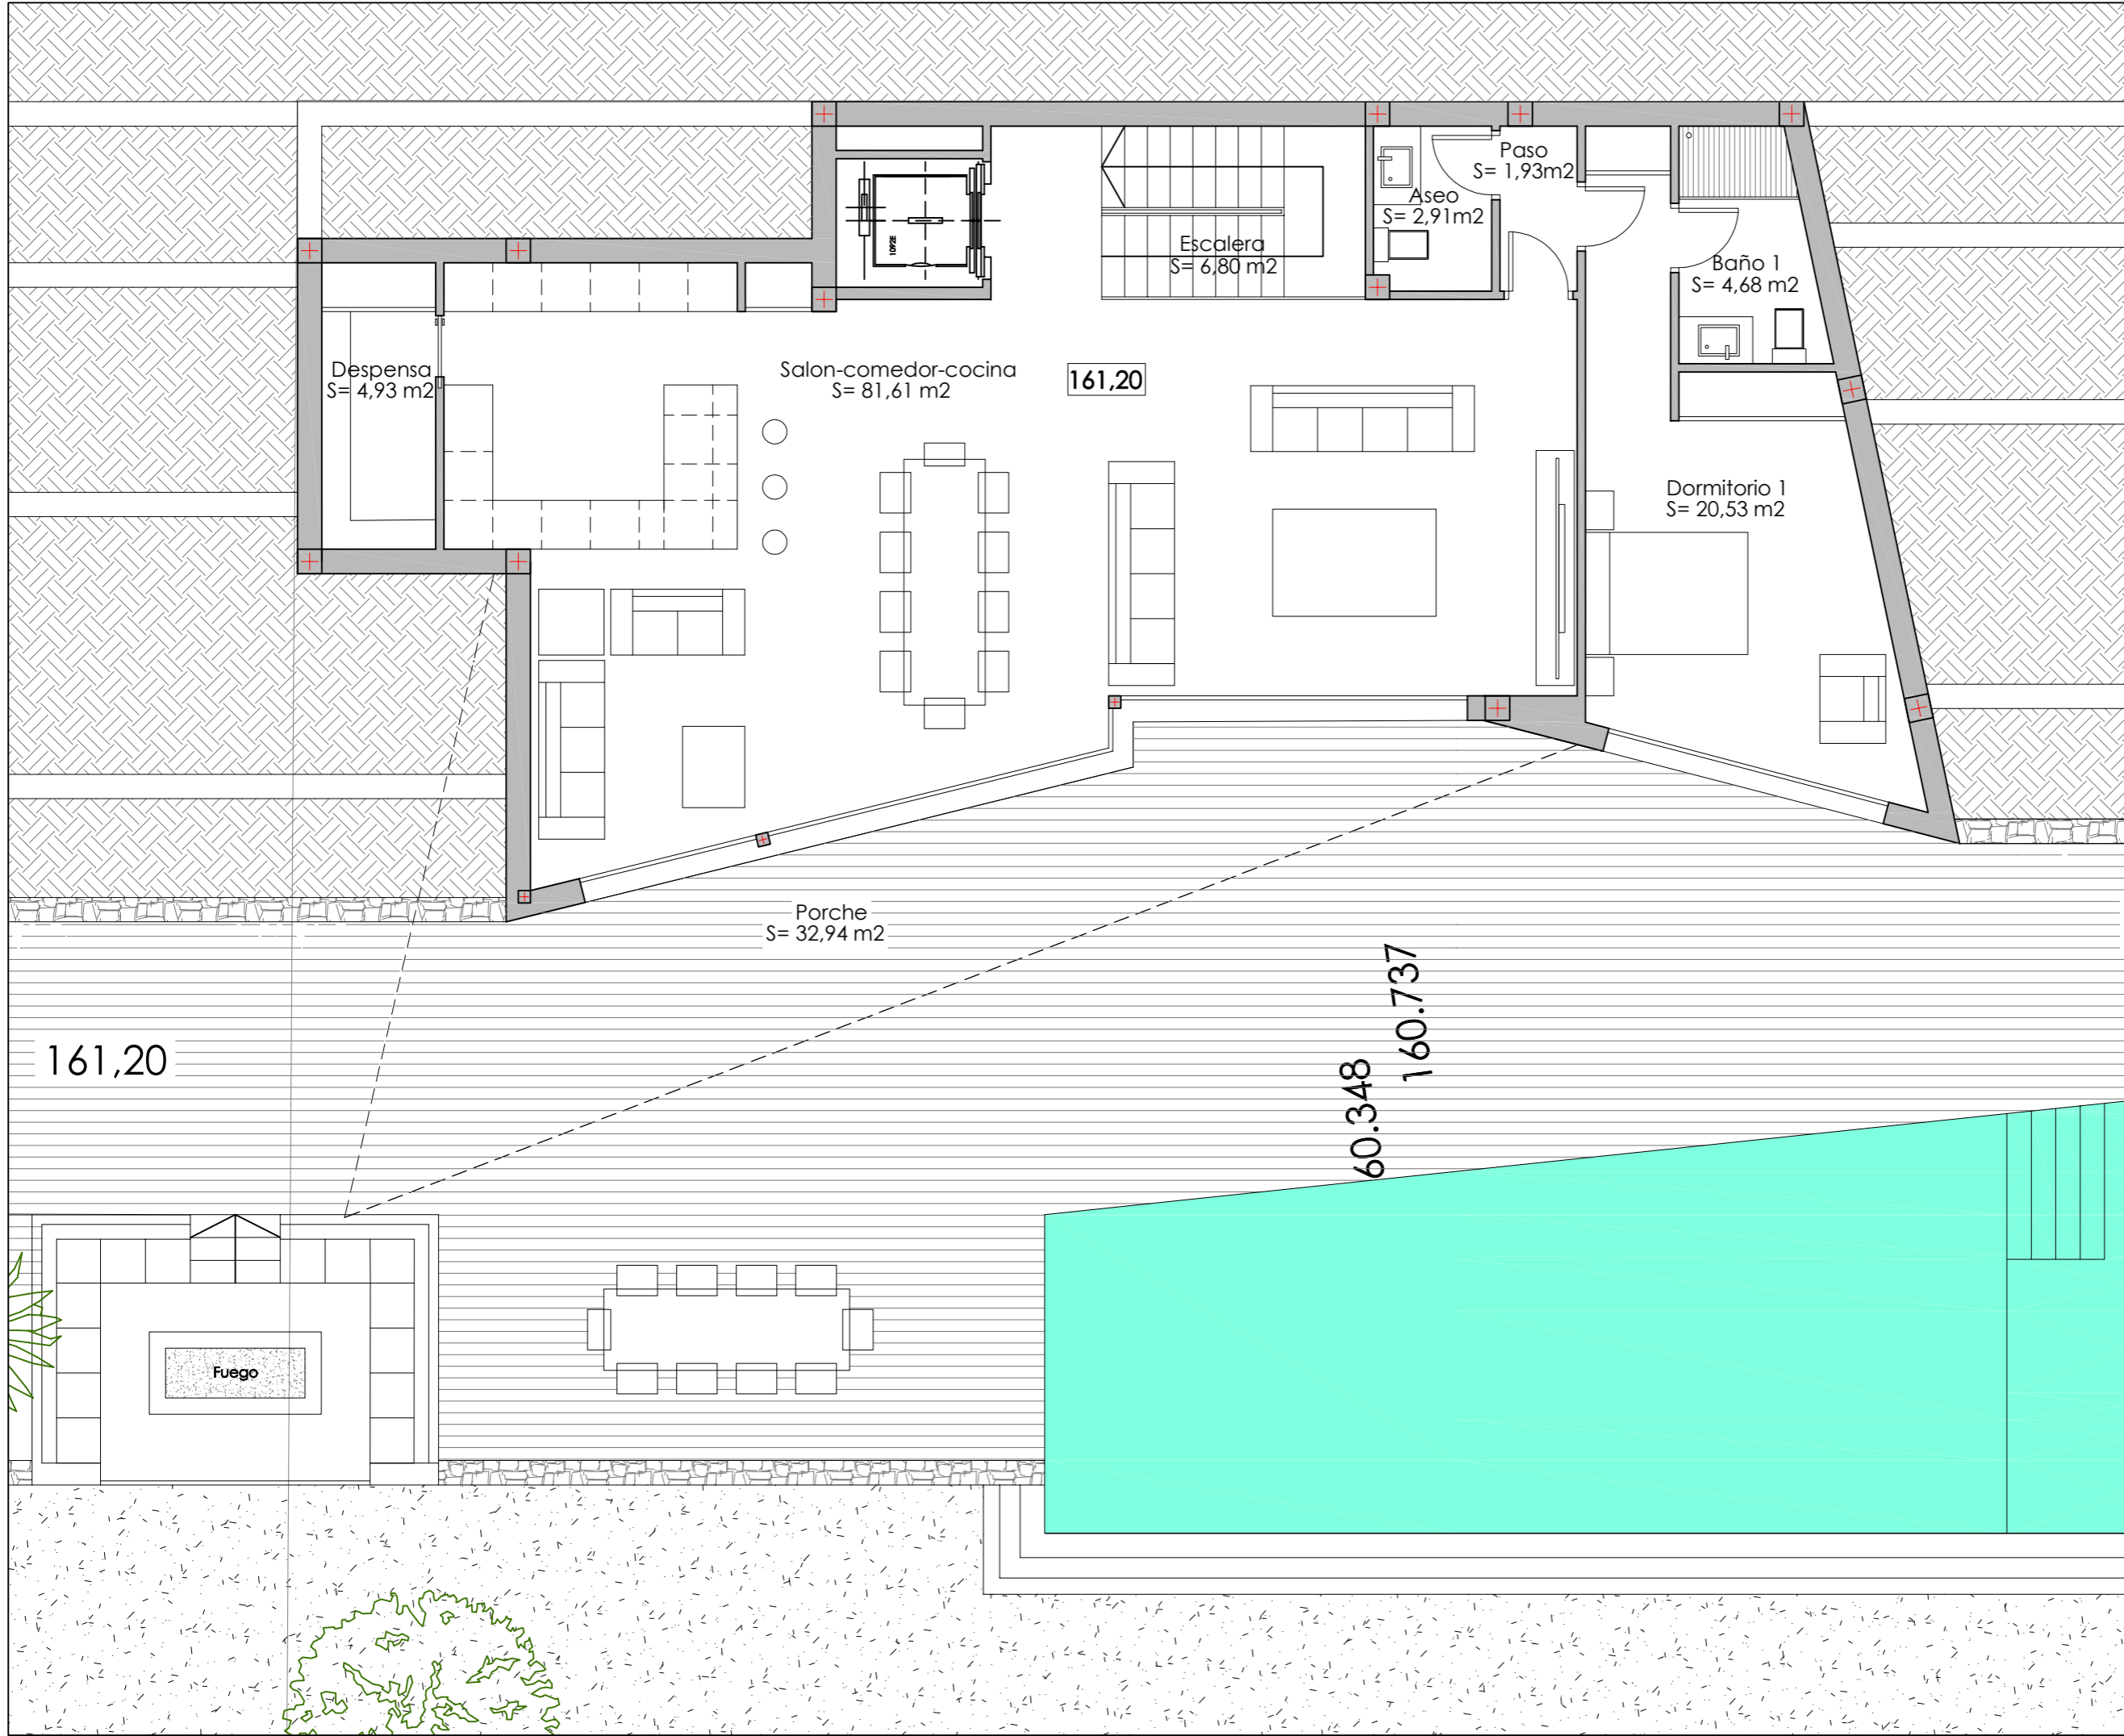 Paso
S= 1,93m2
Aseo
S= 2,91m2
Escalera
S= 6,80 m2
1092E
Baño 1
S= 4,68 m2
Despensa
S= 4,93 m2
Salon-comedor-cocina
S= 81,61 m2
161,20
Dormitorio 1
S= 20,53 m2
Porche
S= 32,94 m2
160.737
60.348
161,20
Fuego